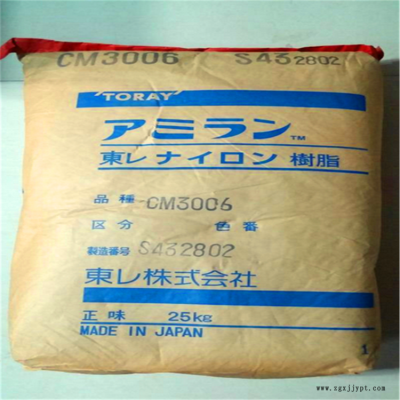 CM3006 S432802
"TORAY"
アミラン™
東レナイロン樹脂
品種 CM3006
区分 色番
製造番号 S432802
東レ株式会社
正味 25kg
MADE IN JAPAN
1
www.zgxjjypt.com